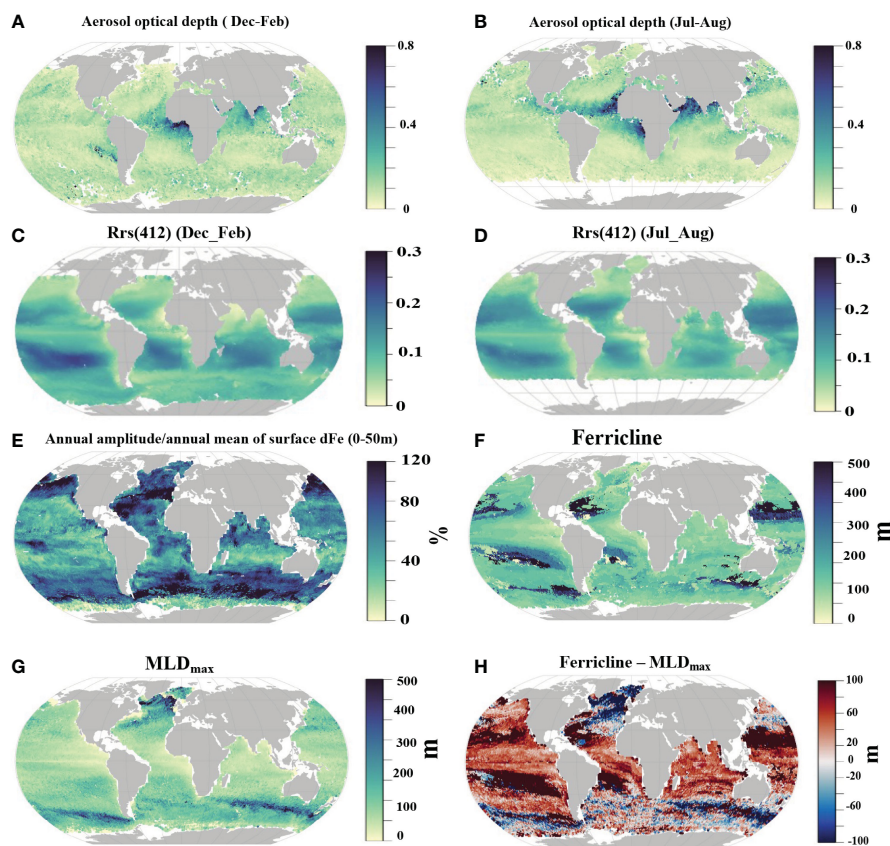 A
Aerosol optical depth ( Dec-Feb)
0.8
0.4
0
B
Aerosol optical depth (Jul-Aug)
0.8
0.4
0
C
Rrs(412) (Dec_Feb)
0.3
0.2
0.1
0
D
Rrs(412) (Jul_Aug)
0.3
0.2
0.1
0
E
Annual amplitude/annual mean of surface dFe (0-50m)
120
80
40
0
%
F
Ferricline
500
400
300
200
100
0
m
G
MLDmax
500
400
300
200
100
0
m
H
Ferricline – MLDmax
100
80
60
40
20
0
-20
-40
-60
-80
-100
m